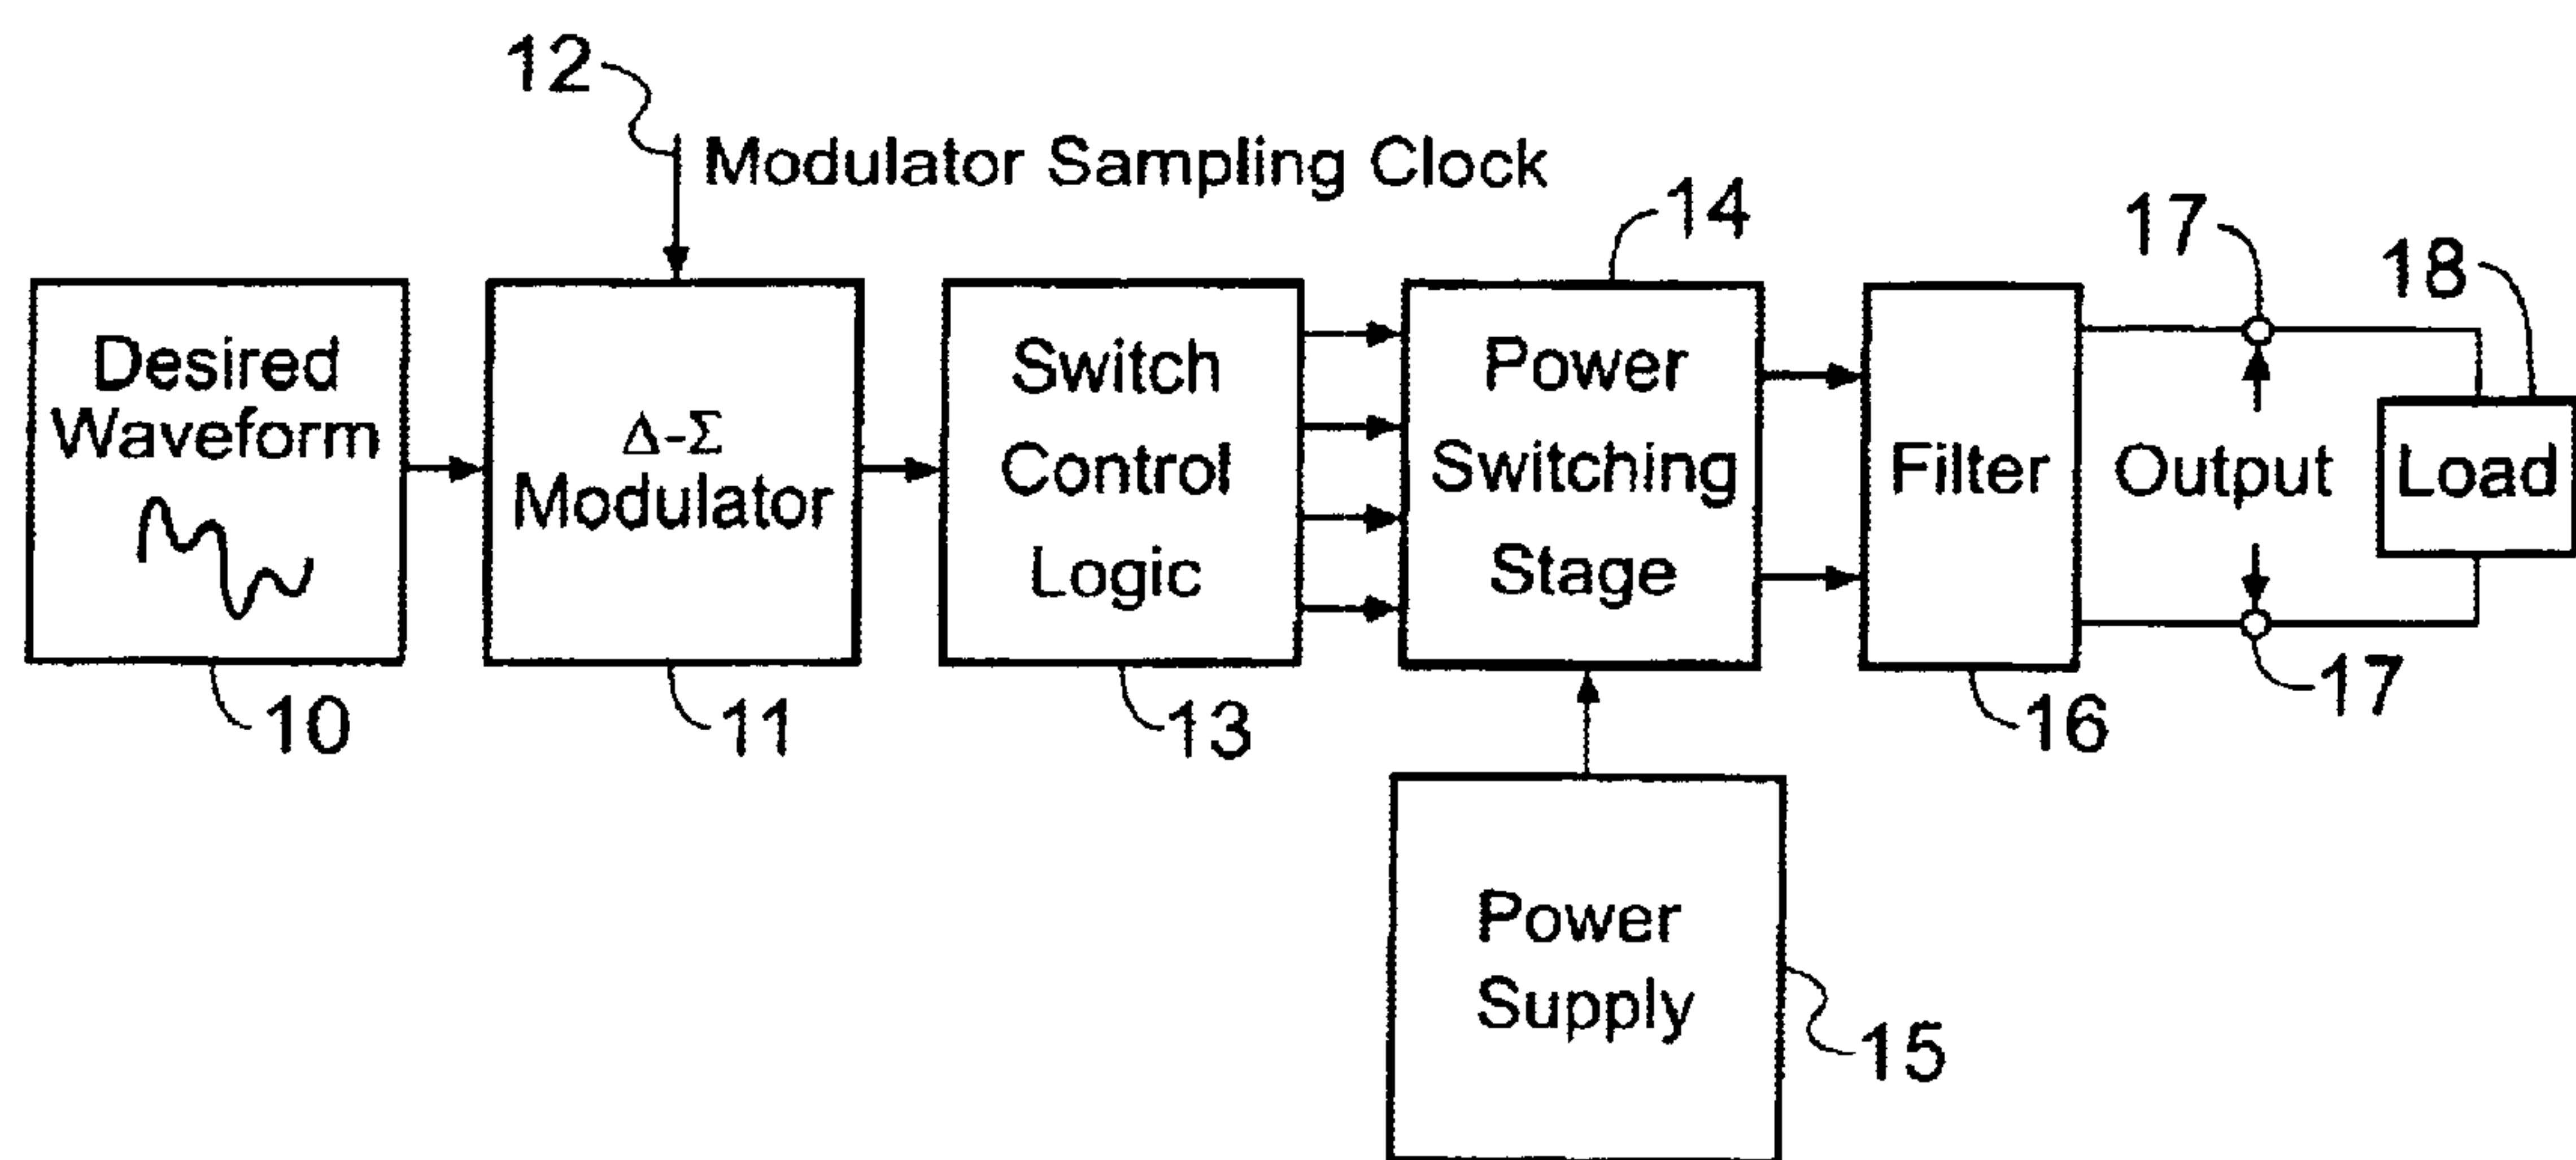 12
Modulator Sampling Clock
14
17
18
Desired
Waveform
Δ-Σ
Modulator
Switch
Control
Logic
Power
Switching
Stage
Filter
Output
Load
10
11
13
16
17
Power
Supply
15